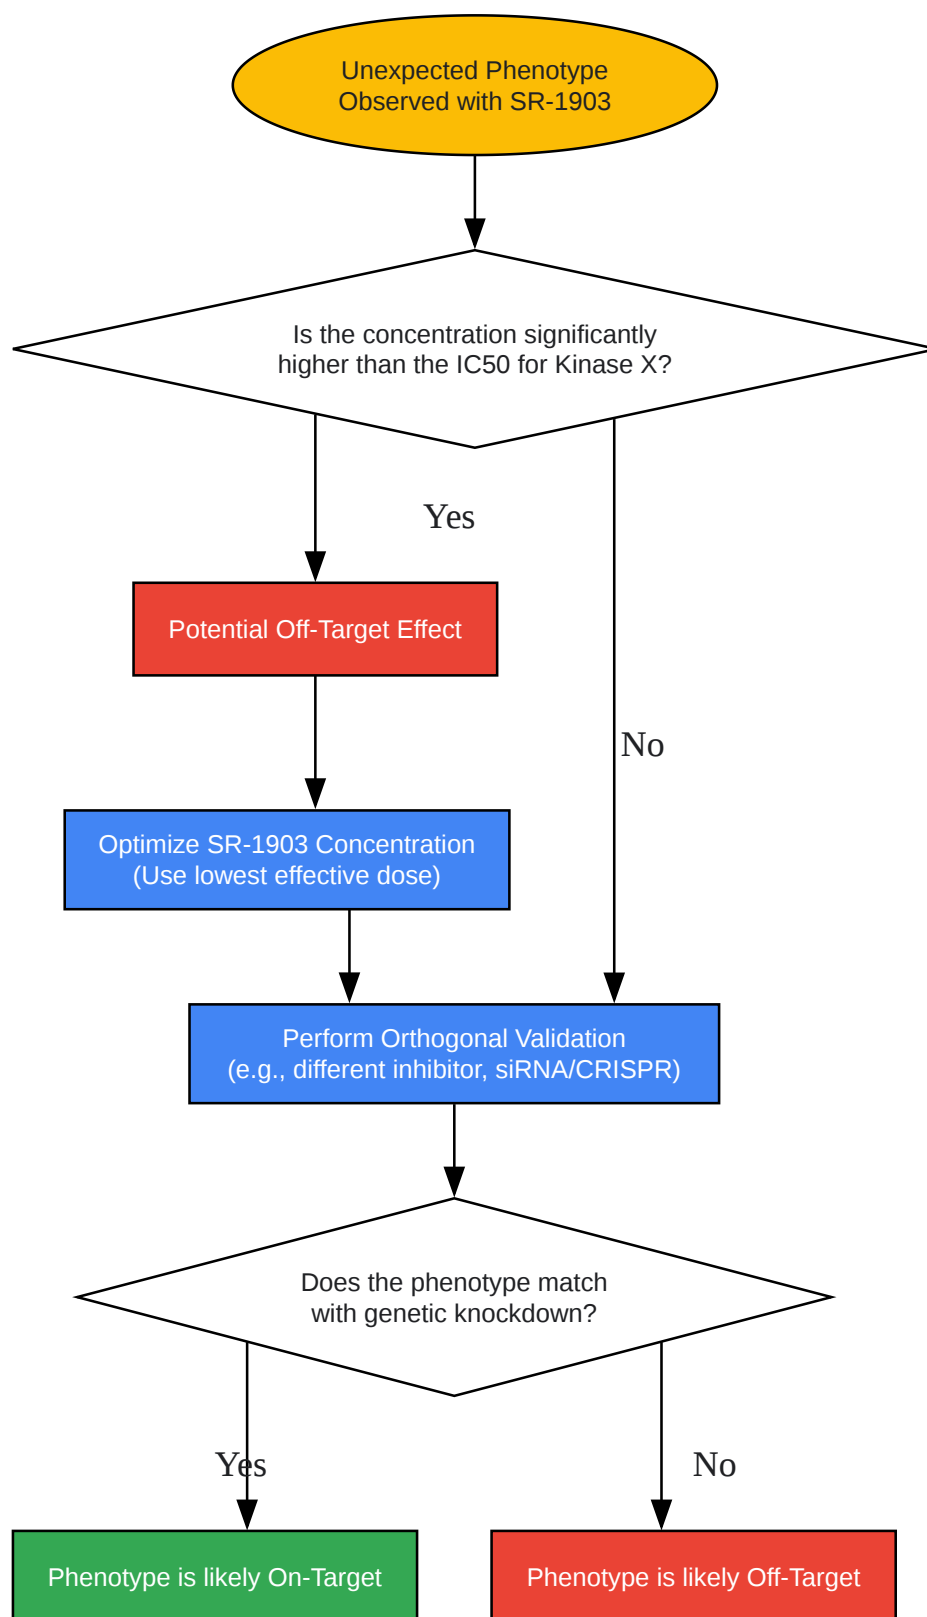 Unexpected Phenotype
Observed with SR-1903
Is the concentration significantly
higher than the IC50 for Kinase X?
Yes
Potential Off-Target Effect
No
Optimize SR-1903 Concentration
(Use lowest effective dose)
Perform Orthogonal Validation
(e.g., different inhibitor, siRNA/CRISPR)
Does the phenotype match
with genetic knockdown?
Yes
No
Phenotype is likely On-Target
Phenotype is likely Off-Target